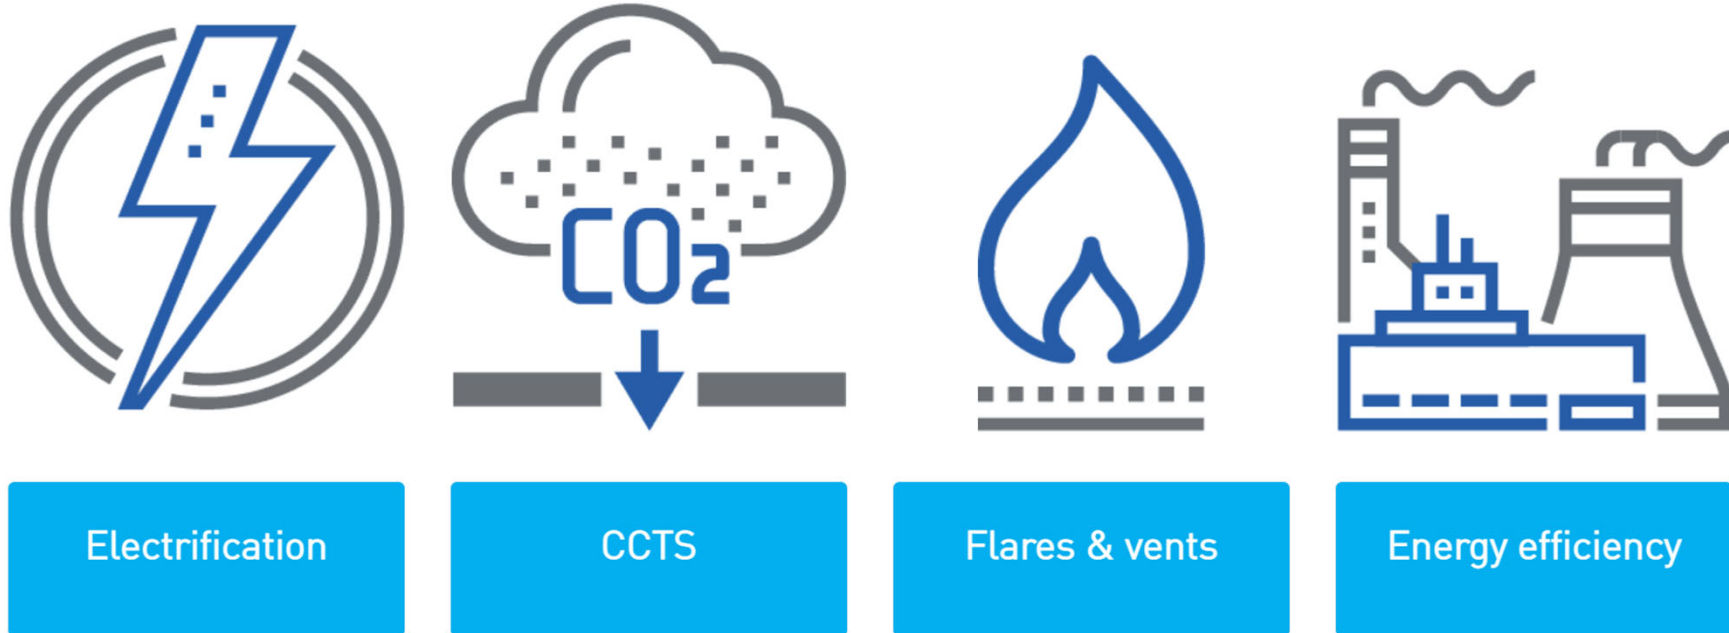 CO₂
Electrification
CCTS
Flares & vents
Energy efficiency